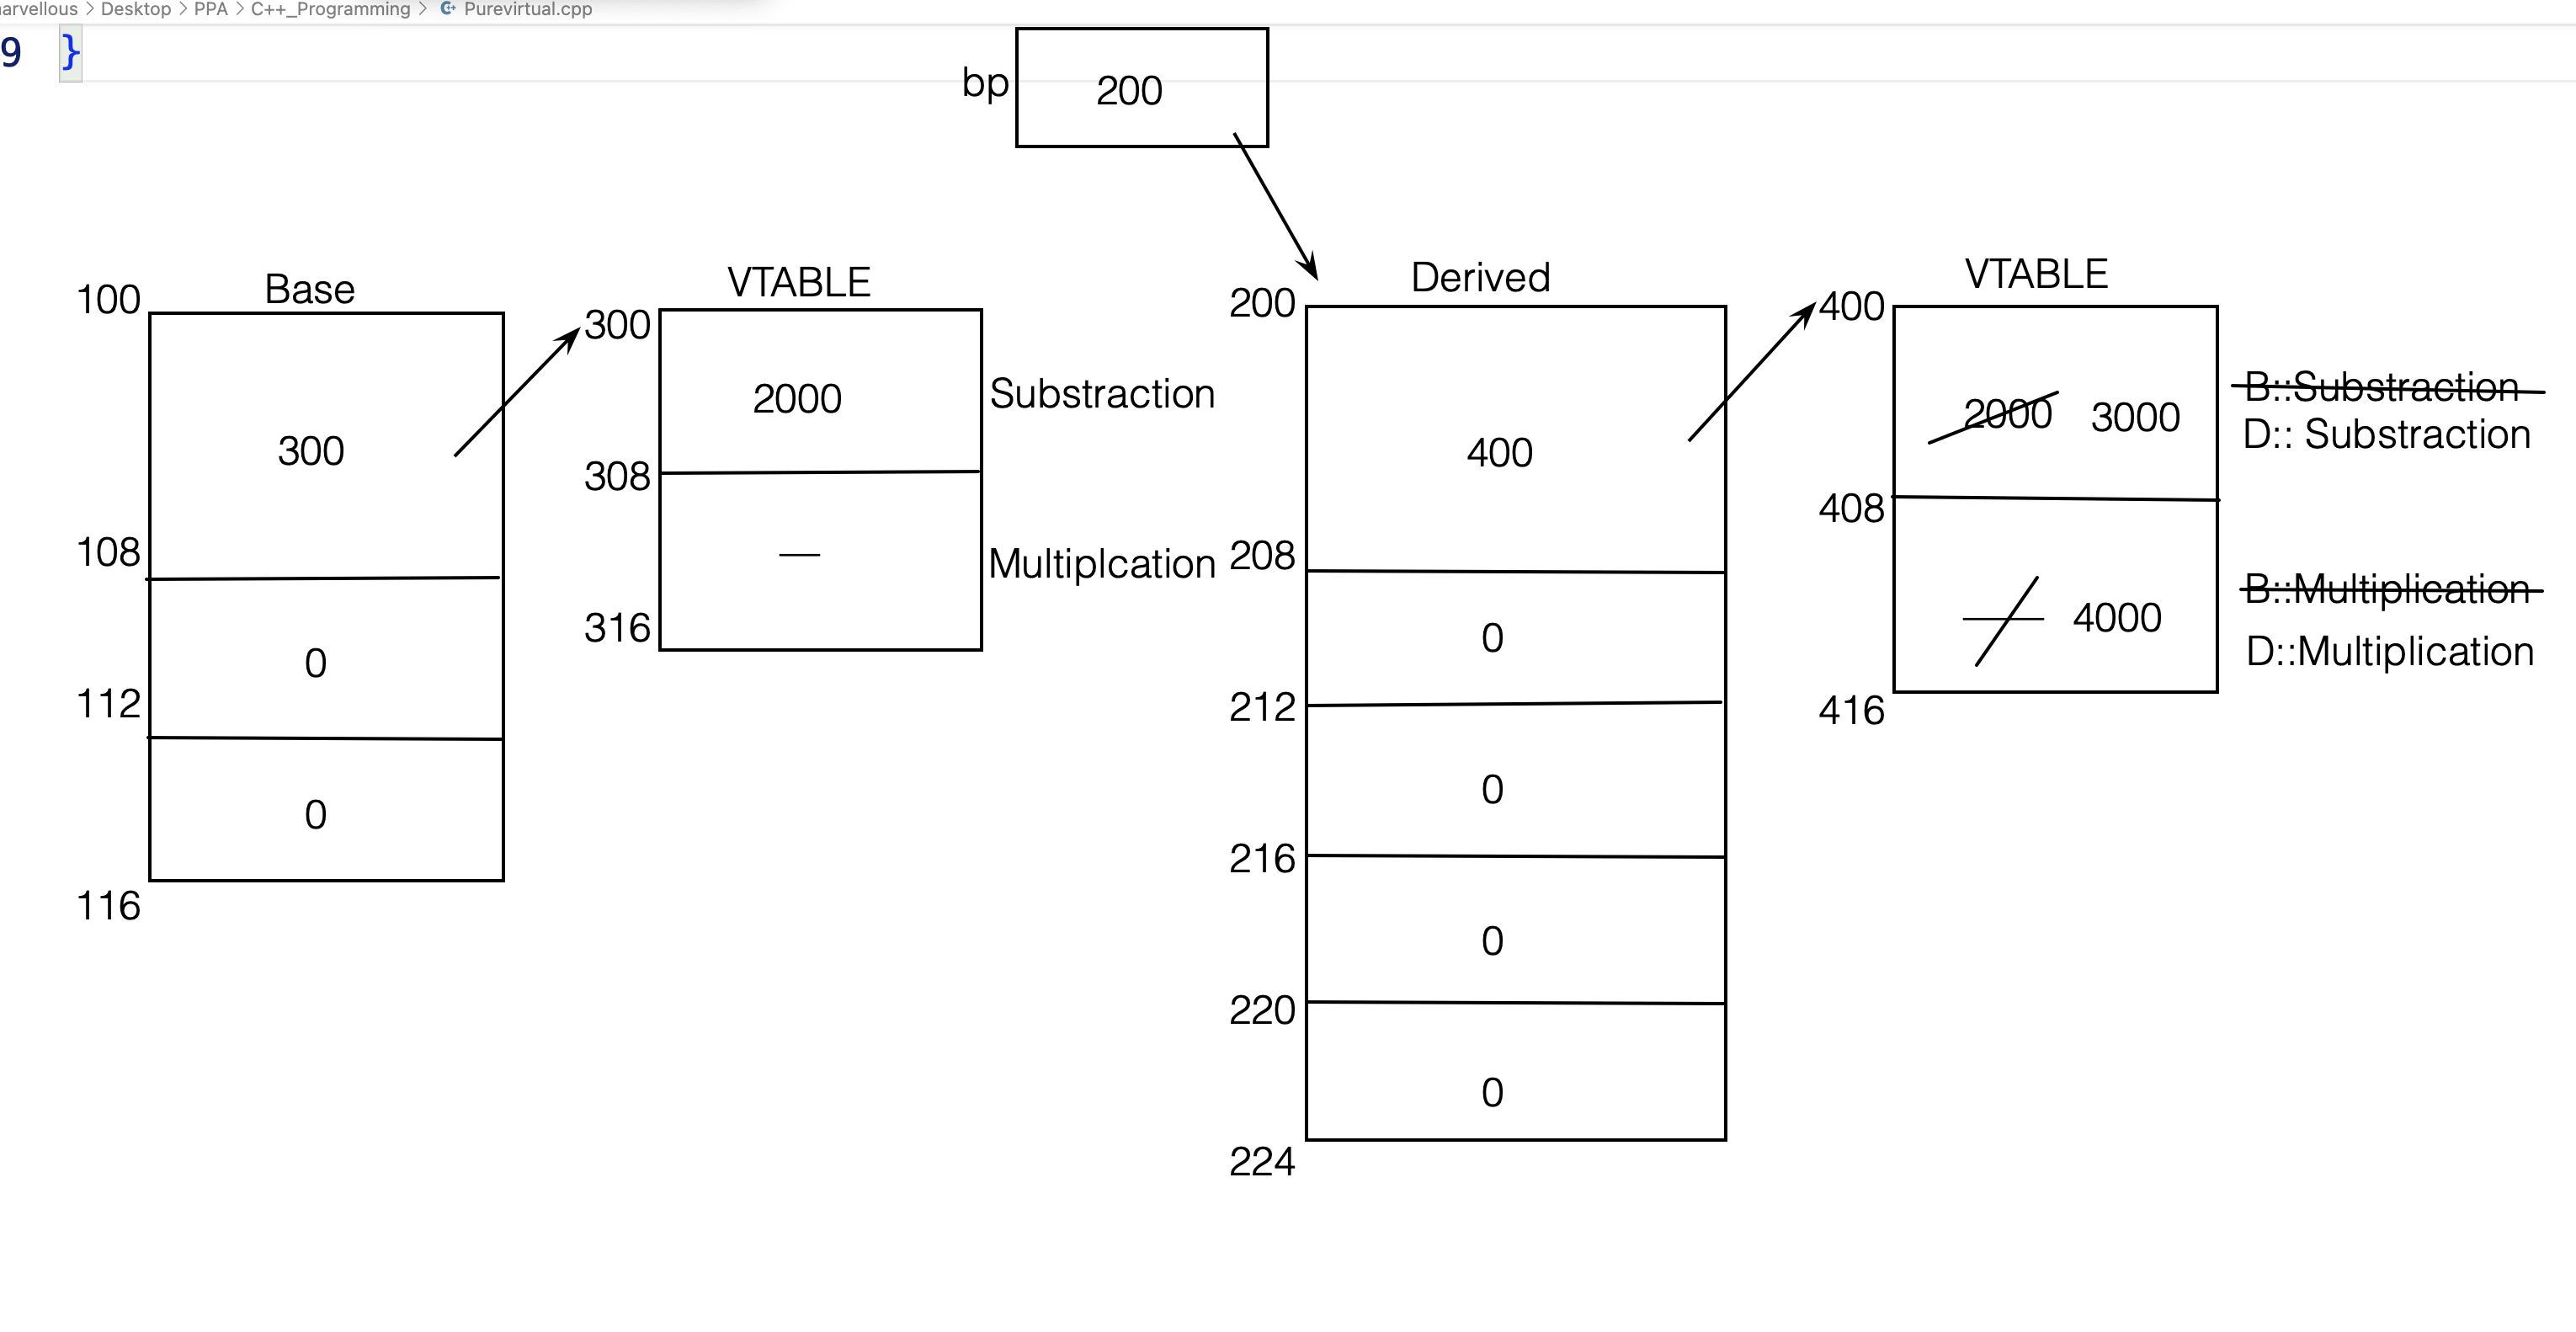 arvellous > Desktop > PPA > C++_Programming > Purevirtual.cpp
9 }
bp 200
Base
100
300
108
0
112
0
116
VTABLE
300
2000
Substraction
308
—
Multiplcation
316
Derived
200
400
208
0
212
0
216
0
220
0
224
VTABLE
400
2000 3000
B::Substraction
D:: Substraction
408
— 4000
B::Multiplication
D::Multiplication
416